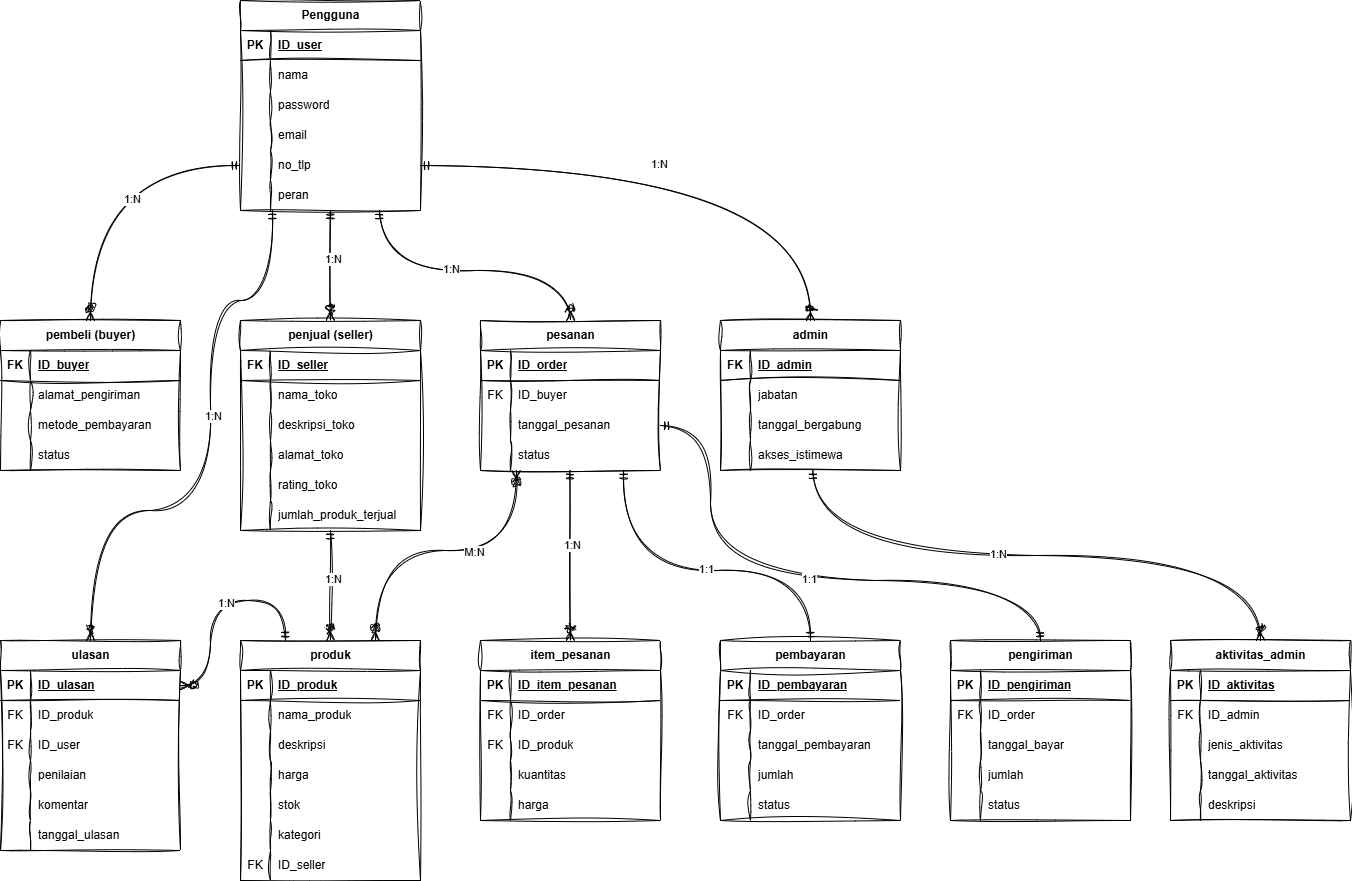 Pengguna
PK ID_user
nama
password
email
no_tlp
peran
1:N
1:N
1:N
1:N
1:N
pembeli (buyer)
FK ID_buyer
alamat_pengiriman
metode_pembayaran
status
penjual (seller)
FK ID_seller
nama_toko
deskripsi_toko
alamat_toko
rating_toko
jumlah_produk_terjual
pesanan
PK ID_order
FK ID_buyer
tanggal_pesanan
status
admin
FK ID_admin
jabatan
tanggal_bergabung
akses_istimewa
1:N
1:N
M:N
1:N
1:1
1:1
1:N
ulasan
PK ID_ulasan
FK ID_produk
FK ID_user
penilaian
komentar
tanggal_ulasan
produk
PK ID_produk
nama_produk
deskripsi
harga
stok
kategori
FK ID_seller
item_pesanan
PK ID_item_pesanan
FK ID_order
FK ID_produk
kuantitas
harga
pembayaran
PK ID_pembayaran
FK ID_order
tanggal_pembayaran
jumlah
status
pengiriman
PK ID_pengiriman
FK ID_order
tanggal_bayar
jumlah
status
aktivitas_admin
PK ID_aktivitas
FK ID_admin
jenis_aktivitas
tanggal_aktivitas
deskripsi